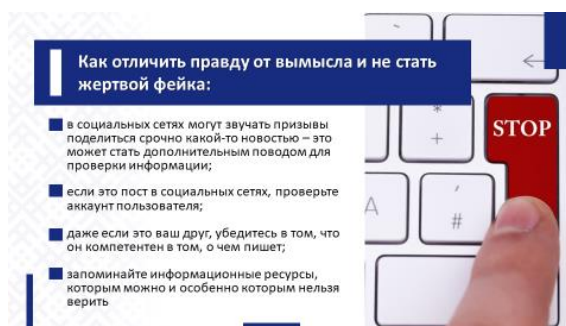 Как отличить правду от вымысла и не стать
жертвой фейка:
в социальных сетях могут звучать призывы
поделиться срочно какой-то новостью – это
может стать дополнительным поводом для
проверки информации;
если это пост в социальных сетях, проверьте
аккаунт пользователя;
даже если это ваш друг, убедитесь в том, что
он компетентен в том, о чем пишет;
запоминайте информационные ресурсы,
которым можно и особенно которым нельзя
верить
*
+
STOP
A
#